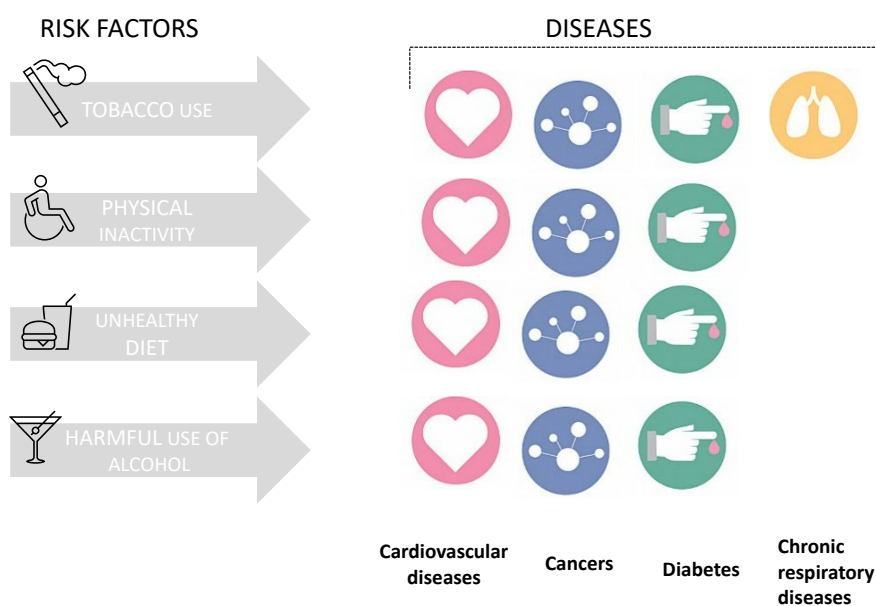 RISK FACTORS
DISEASES
TOBACCO USE
PHYSICAL
INACTIVITY
UNHEALTHY
DIET
HARMFUL USE OF
ALCOHOL
Cardiovascular
diseases
Cancers
Diabetes
Chronic
respiratory
diseases